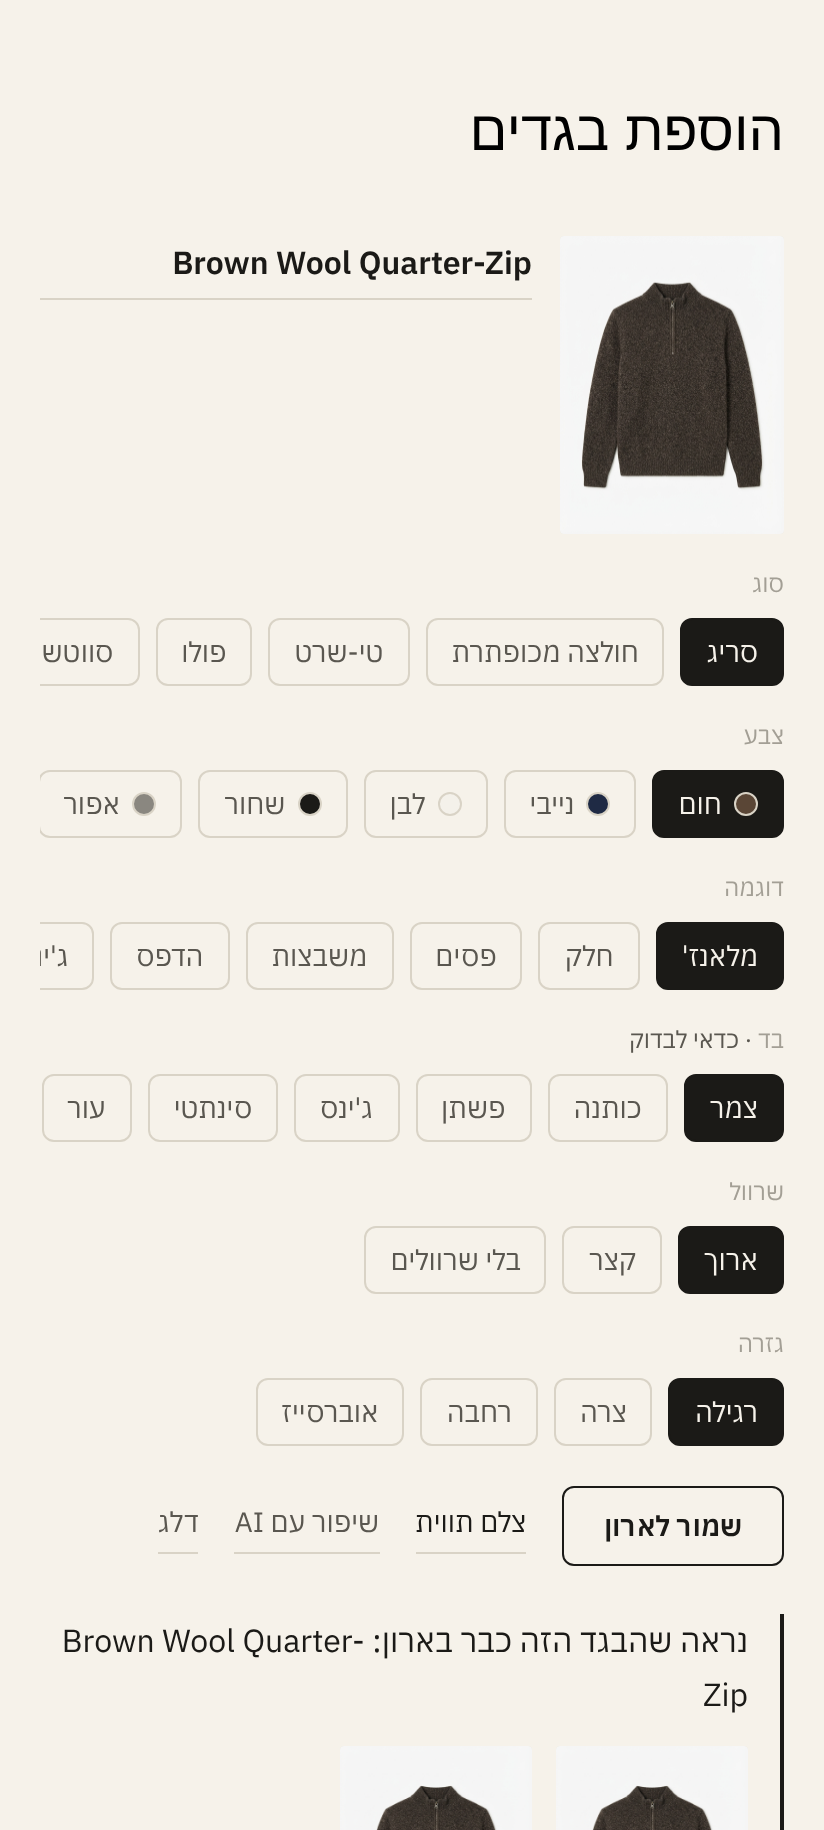 הוספת בגדים
Brown Wool Quarter-Zip
סוג
סריג חולצה מכופתרת טי-שרט פולו
צבע
חום נייבי לבן שחור אפור
דוגמה
מלאנז' חלק פסים משבצות הדפס
בד · כדאי לבדוק
צמר כותנה פשתן ג'ינס סינתטי עור
שרוול
ארוך קצר בלי שרוולים
גזרה
רגילה צרה רחבה אוברסייז
שמור לארון צלם תווית שיפור עם AI דלג
נראה שהבגד הזה כבר בארון: Brown Wool Quarter-
Zip